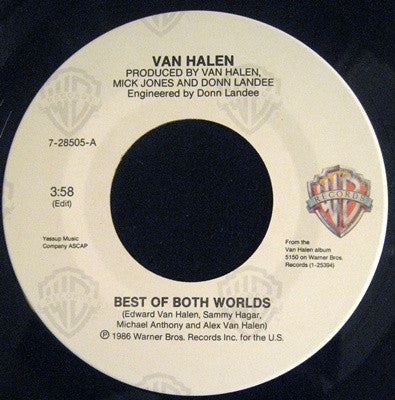 VAN HALEN
PRODUCED BY VAN HALEN,
MICK JONES AND DONN LANDEE
Engineered by Donn Landee
7-28505-A
3:58
(Edit)
Yessup Music
Company ASCAP
RECORDS
From the
Van Halen album
5150 on Warner Bros.
Records (1-25394)
BEST OF BOTH WORLDS
(Edward Van Halen, Sammy Hagar,
Michael Anthony and Alex Van Halen)
℗ 1986 Warner Bros. Records Inc. for the U.S.